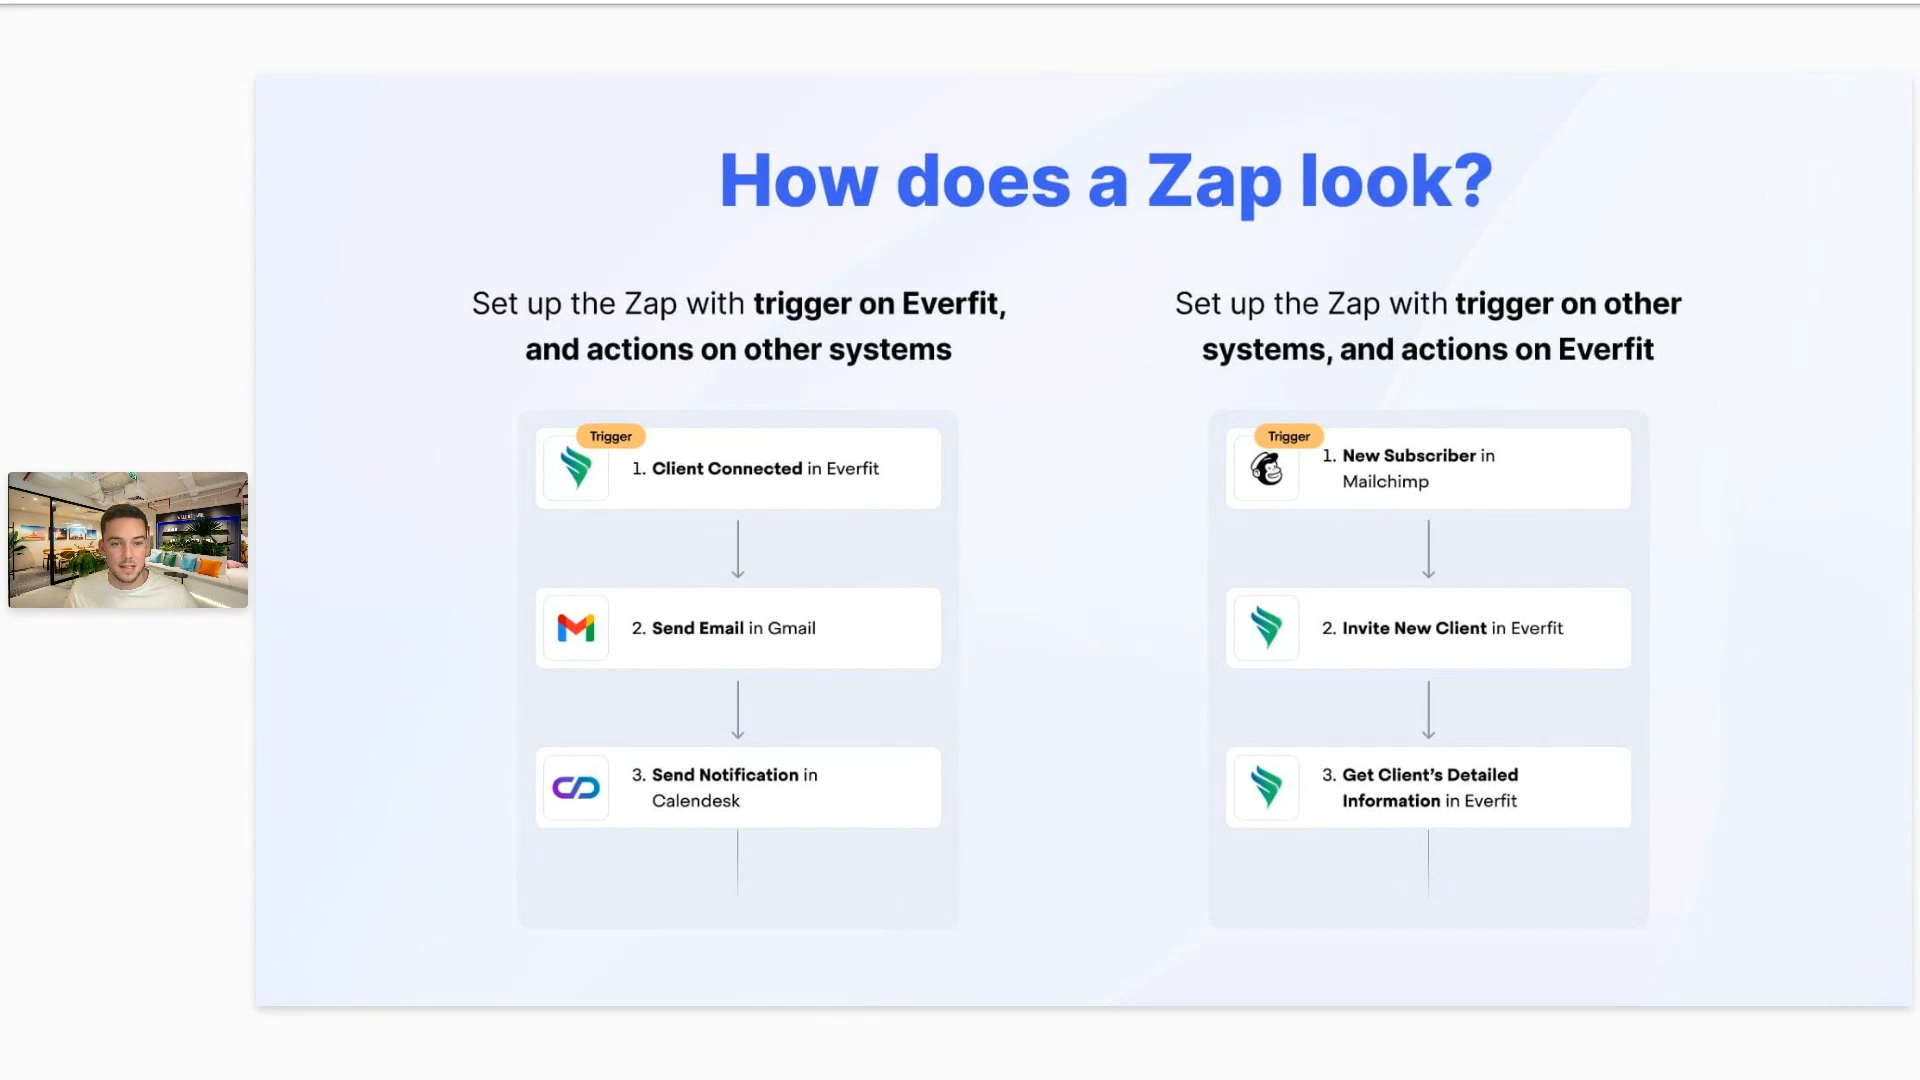 How does a Zap look?
Set up the Zap with trigger on Everfit,
and actions on other systems
Trigger
1. Client Connected in Everfit
2. Send Email in Gmail
3. Send Notification in
Calendesk
Set up the Zap with trigger on other
systems, and actions on Everfit
Trigger
1. New Subscriber in
Mailchimp
2. Invite New Client in Everfit
3. Get Client’s Detailed
Information in Everfit